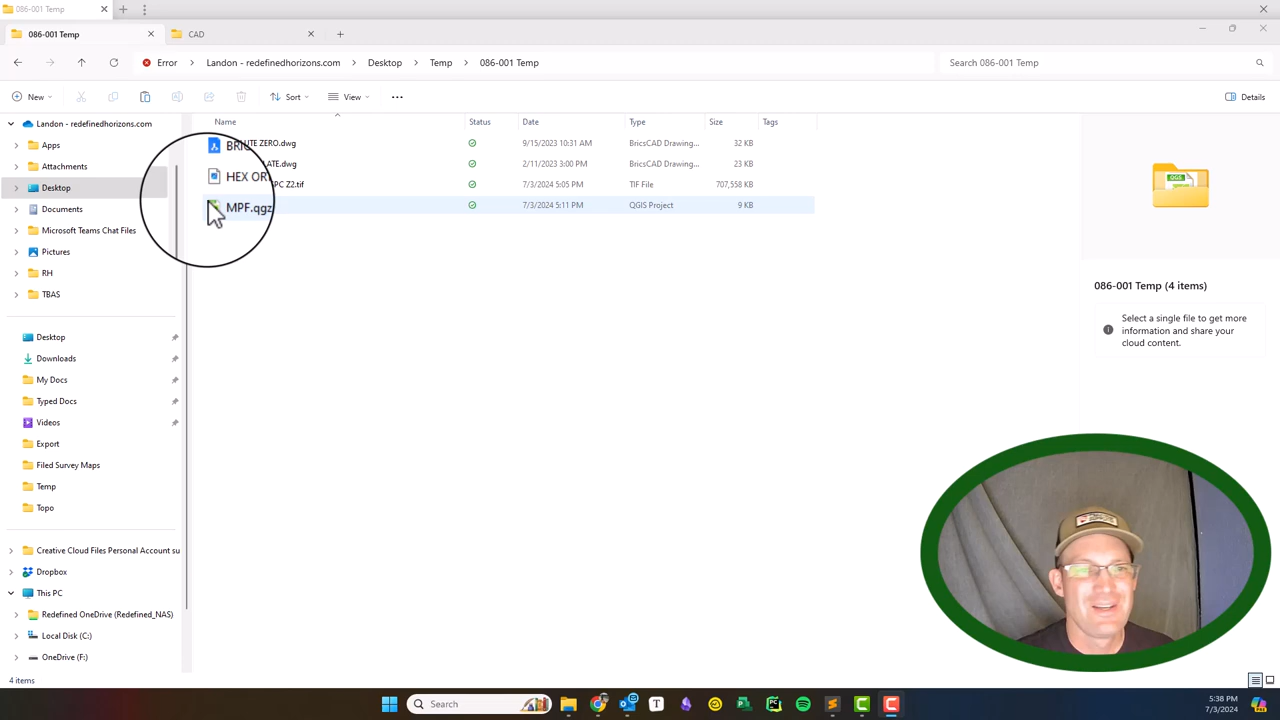 086-001 Temp
086-001 Temp
CAD
Error
Landon - redefinedhorizons.com
Desktop
Temp
086-001 Temp
Search 086-001 Temp
New
Sort
View
Details
Landon - redefinedhorizons.com
Apps
Attachments
Desktop
Documents
Microsoft Teams Chat Files
Pictures
RH
TBAS
Desktop
Downloads
My Docs
Typed Docs
Videos
Export
Filed Survey Maps
Temp
Topo
Creative Cloud Files Personal Account su
Dropbox
This PC
Redefined OneDrive (Redefined_NAS)
Local Disk (C:)
OneDrive (F:)
4 items
Name Status Date Type Size Tags
UTE ZERO.dwg 9/15/2023 10:31 AM BricsCAD Drawing... 32 KB
ATE.dwg 2/11/2023 3:00 PM BricsCAD Drawing... 23 KB
HEX OR PC Z2.tif 7/3/2024 5:05 PM TIF File 707,558 KB
MPF.qgz 7/3/2024 5:11 PM QGIS Project 9 KB
QGS
086-001 Temp (4 items)
Select a single file to get more
information and share your
cloud content.
Search
5:38 PM
7/3/2024